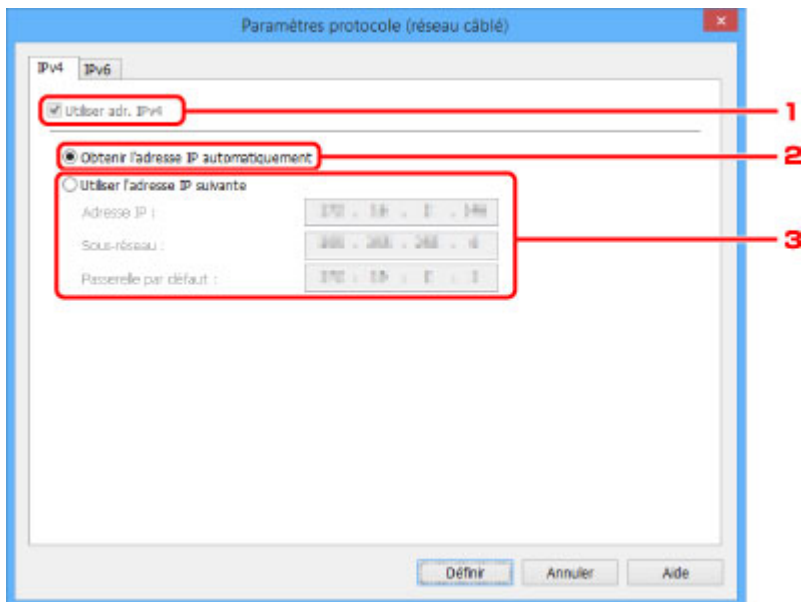 Paramètres protocole (réseau câblé)
IPv4 IPv6
Utiliser adr. IPv4
1
Obtenir l'adresse IP automatiquement
2
Utiliser l'adresse IP suivante
Adresse IP :
Sous-réseau :
3
Passerelle par défaut :
Définir Annuler Aide